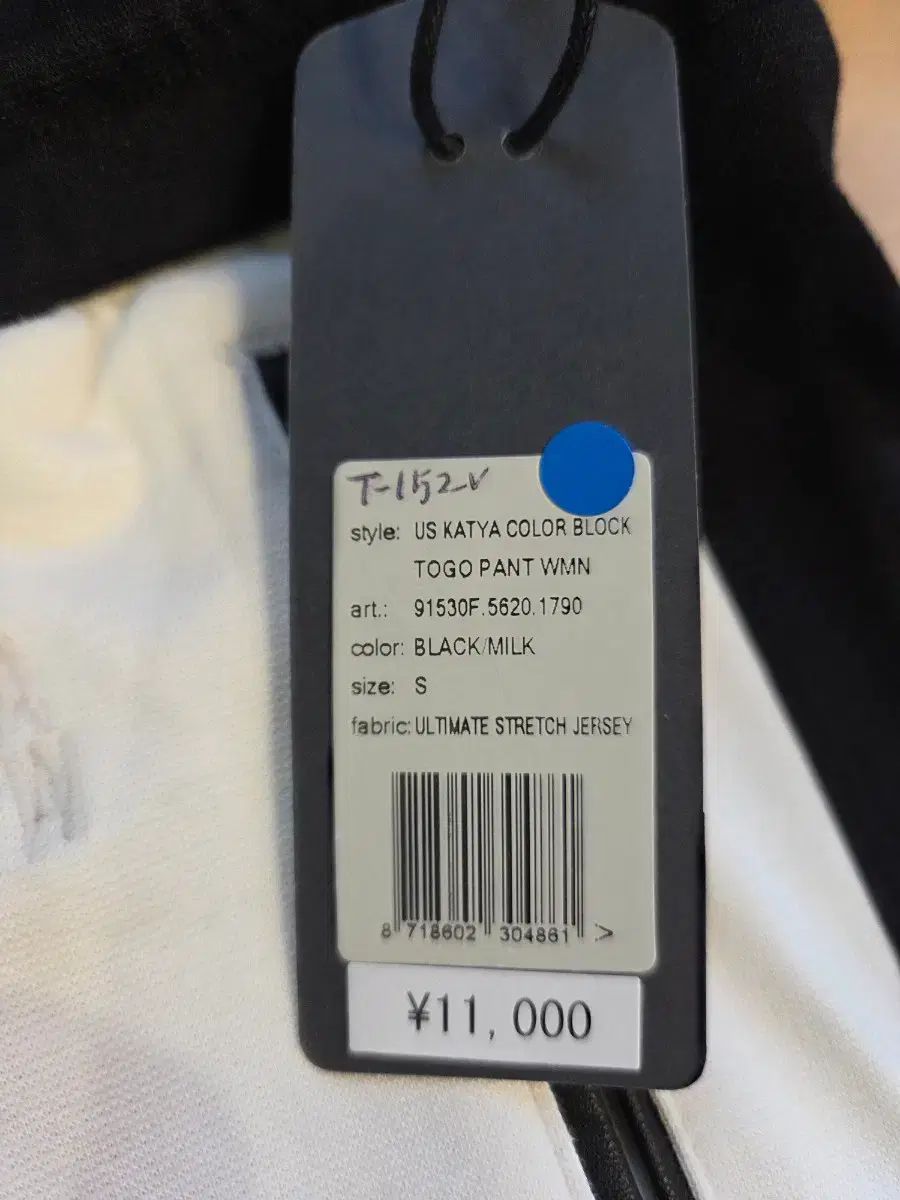 T-152-V
style: US KATYA COLOR BLOCK
TOGO PANT WMN
art.: 91530F.5620.1790
color: BLACK/MILK
size: S
fabric: ULTIMATE STRETCH JERSEY
8 718602 304861 >
¥11,000